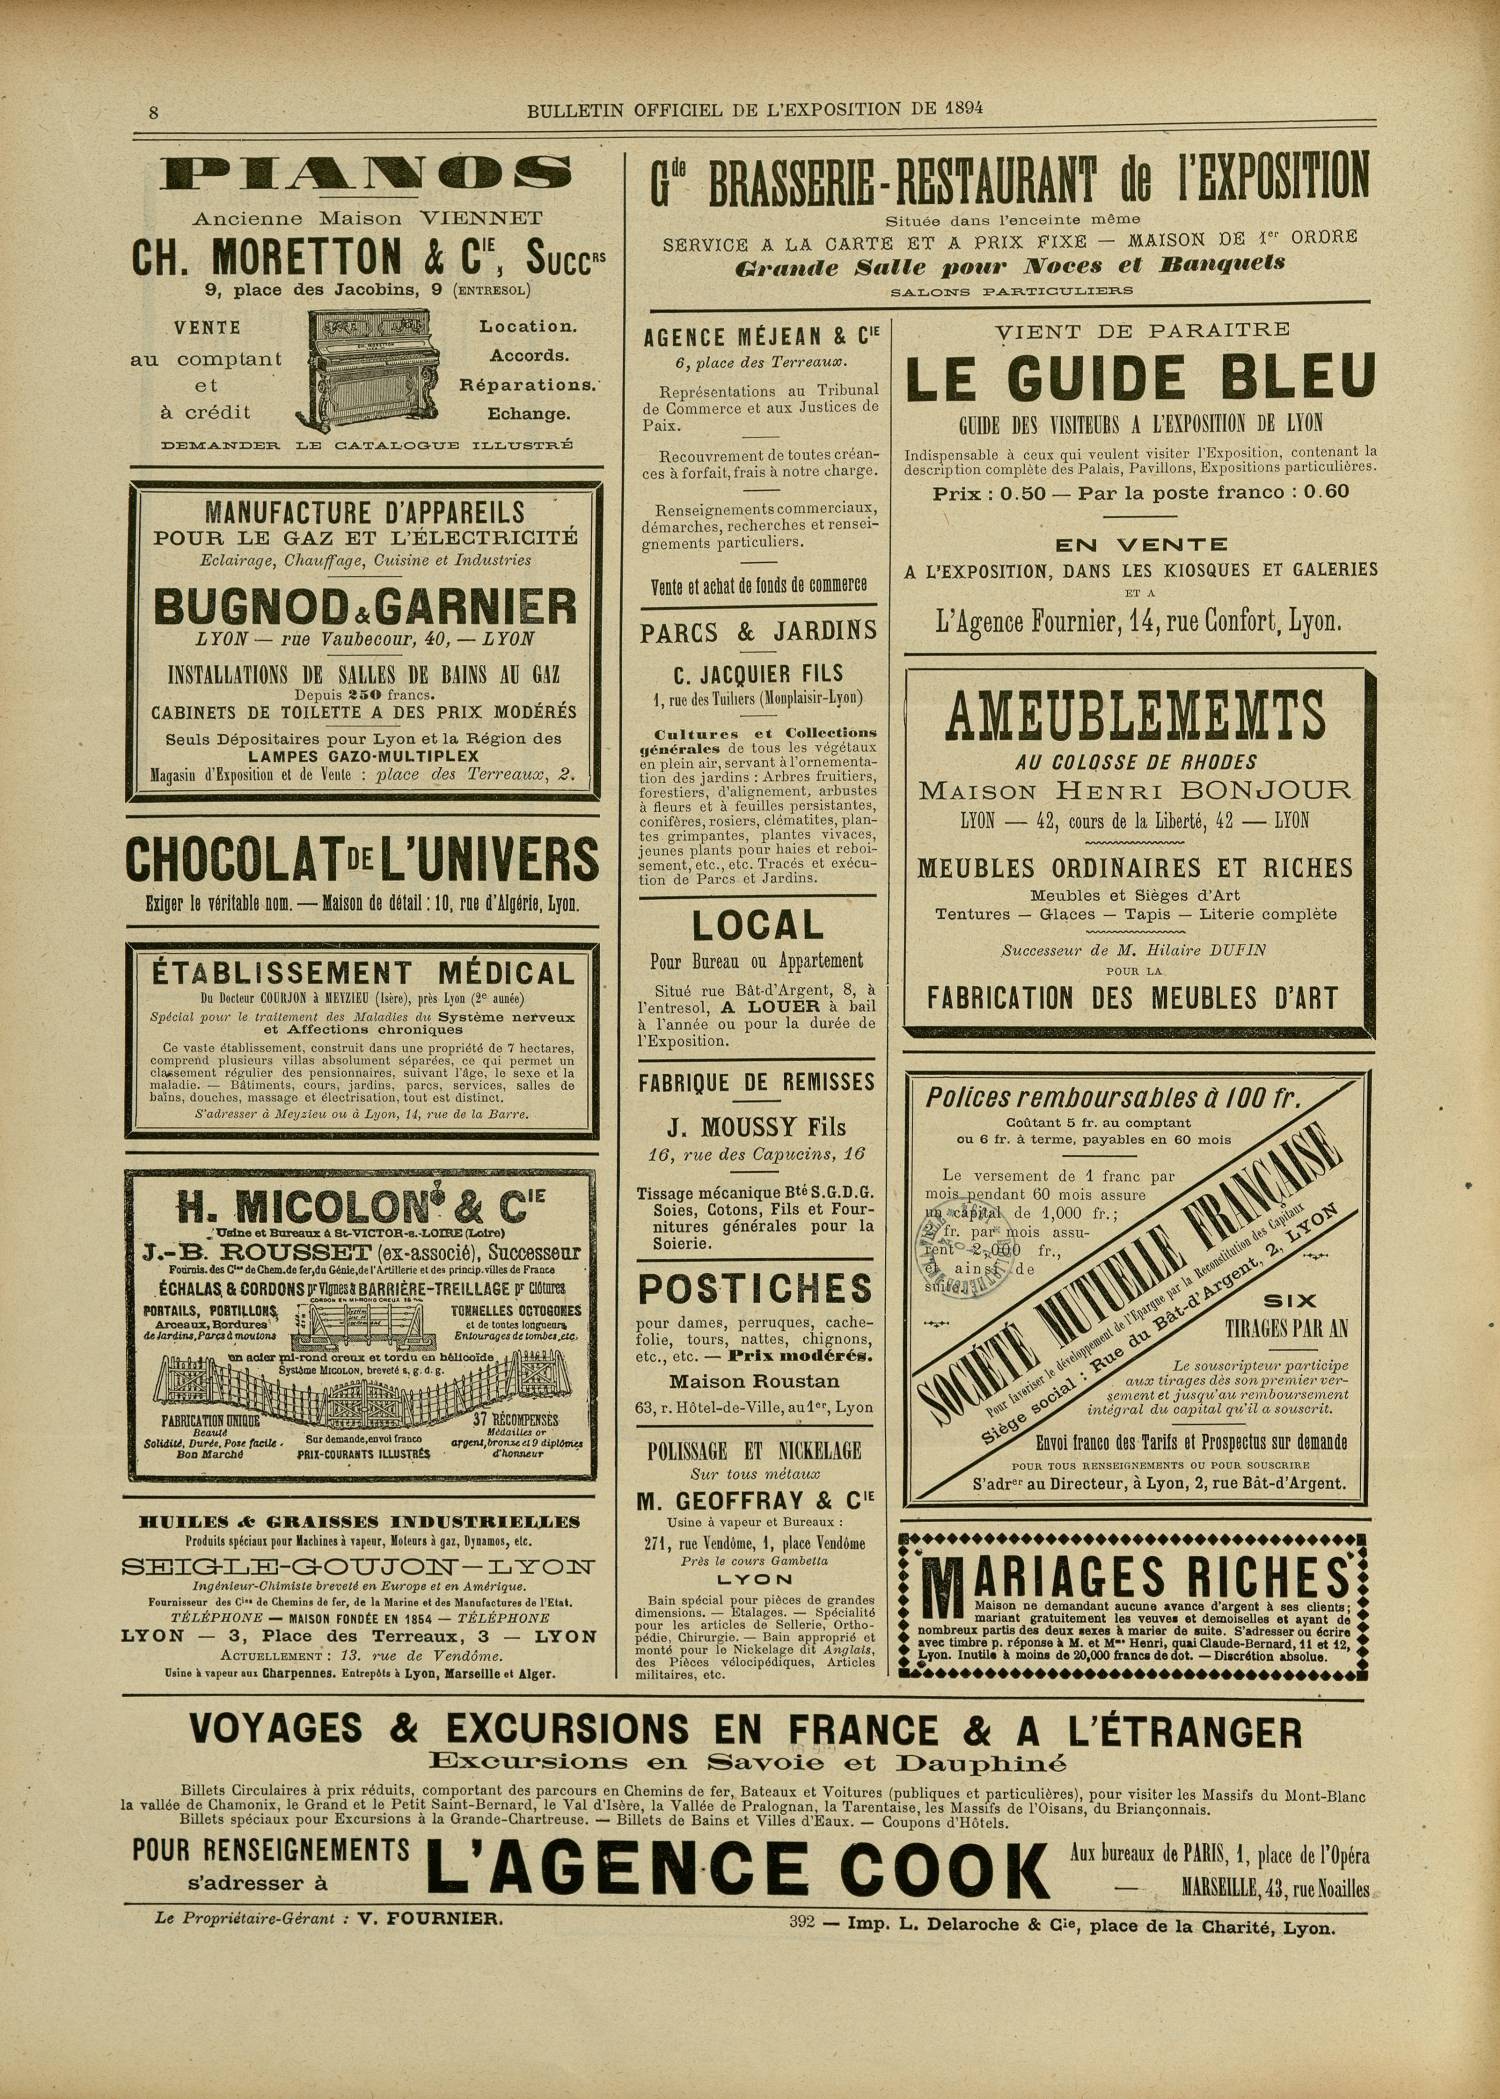 8
BULLETIN OFFICIEL DE L'EXPOSITION DE 1894
PIANOS
Ancienne Maison VIENNET
CH. MORETTON & CIE, SUCCRS
9, place des Jacobins, 9 (ENTRESOL)
VENTE
au comptant
et
à crédit
Location.
Accords.
Réparations.
Echange.
DEMANDER LE CATALOGUE ILLUSTRÉ
MANUFACTURE D'APPAREILS
POUR LE GAZ ET L'ÉLECTRICITÉ
Eclairage, Chauffage, Cuisine et Industries
BUGNOD & GARNIER
LYON — rue Vaubecour, 40, — LYON
INSTALLATIONS DE SALLES DE BAINS AU GAZ
Depuis 250 francs.
CABINETS DE TOILETTE A DES PRIX MODÉRÉS
Seuls Dépositaires pour Lyon et la Région des
LAMPES GAZO-MULTIPLEX
Magasin d'Exposition et de Vente : place des Terreaux, 2.
CHOCOLAT DE L'UNIVERS
Exiger le véritable nom. — Maison de détail : 10, rue d'Algérie, Lyon.
ÉTABLISSEMENT MÉDICAL
Du Docteur COURJON à MEYZIEU (Isère), près Lyon (2e année)
Spécial pour le traitement des Maladies du Système nerveux
et Affections chroniques
Ce vaste établissement, construit dans une propriété de 7 hectares,
comprend plusieurs villas absolument séparées, ce qui permet un
classement régulier des pensionnaires, suivant l'âge, le sexe et la
maladie. — Bâtiments, cours, jardins, parcs, services, salles de
bains, douches, massage et électrisation, tout est distinct.
S'adresser à Meyzieu ou à Lyon, 14, rue de la Barre.
H. MICOLON & CIE
Usine et Bureaux à St-VICTOR-s.-LOIRE (Loire)
J.-B. ROUSSET (ex-associé), Successeur
Fournis. des Cies de Chem. de fer, du Génie, de l'Artillerie et des princip. villes de France
ÉCHALAS & CORDONS pr Vignes & BARRIÈRE-TREILLAGE pr Clôtures
CORDON EN MI-ROND CREUX
PORTAILS, PORTILLONS
Arceaux, Bordures
de Jardins, Parcs à moutons
TONNELLES OCTOGONES
et de toutes longueurs
Entourages de tombes, etc.
en acier mi-rond creux et tordu en hélicoïde
Système MICOLON, breveté s. g. d. g.
FABRICATION UNIQUE
Beauté
Solidité, Durée, Pose facile
Bon Marché
Sur demande, envoi franco
PRIX-COURANTS ILLUSTRÉS
37 RÉCOMPENSES
Médailles or
argent, bronze et 9 diplômes
d'honneur
HUILES & GRAISSES INDUSTRIELLES
Produits spéciaux pour Machines à vapeur, Moteurs à gaz, Dynamos, etc.
SEIGLE-GOUJON—LYON
Ingénieur-Chimiste breveté en Europe et en Amérique.
Fournisseur des Cies de Chemins de fer, de la Marine et des Manufactures de l'Etat.
TÉLÉPHONE — MAISON FONDÉE EN 1854 — TÉLÉPHONE
LYON — 3, Place des Terreaux, 3 — LYON
ACTUELLEMENT : 13. rue de Vendôme.
Usine à vapeur aux Charpennes. Entrepôts à Lyon, Marseille et Alger.
Gde BRASSERIE-RESTAURANT de l'EXPOSITION
Située dans l'enceinte même
SERVICE A LA CARTE ET A PRIX FIXE — MAISON DE 1er ORDRE
Grande Salle pour Noces et Banquets
SALONS PARTICULIERS
AGENCE MÉJEAN & CIE
6, place des Terreaux.
Représentations au Tribunal
de Commerce et aux Justices de
Paix.
Recouvrement de toutes créan-
ces à forfait, frais à notre charge.
Renseignements commerciaux,
démarches, recherches et rensei-
gnements particuliers.
Vente et achat de fonds de commerce
PARCS & JARDINS
C. JACQUIER FILS
1, rue des Tuiliers (Monplaisir-Lyon)
Cultures et Collections
générales de tous les végétaux
en plein air, servant à l'ornementa-
tion des jardins : Arbres fruitiers,
forestiers, d'alignement, arbustes
à fleurs et à feuilles persistantes,
conifères, rosiers, clématites, plan-
tes grimpantes, plantes vivaces,
jeunes plants pour haies et reboi-
sement, etc., etc. Tracés et exécu-
tion de Parcs et Jardins.
LOCAL
Pour Bureau ou Appartement
Situé rue Bât-d'Argent, 8, à
l'entresol, A LOUER à bail
à l'année ou pour la durée de
l'Exposition.
FABRIQUE DE REMISSES
J. MOUSSY Fils
16, rue des Capucins, 16
Tissage mécanique Bté S.G.D.G.
Soies, Cotons, Fils et Four-
nitures générales pour la
Soierie.
POSTICHES
pour dames, perruques, cache-
folie, tours, nattes, chignons,
etc., etc. — Prix modérés.
Maison Roustan
63, r. Hôtel-de-Ville, au 1er, Lyon
POLISSAGE ET NICKELAGE
Sur tous métaux
M. GEOFFRAY & CIE
Usine à vapeur et Bureaux :
271, rue Vendôme, 1, place Vendôme
Près le cours Gambetta
LYON
Bain spécial pour pièces de grandes
dimensions. — Etalages. — Spécialité
pour les articles de Sellerie, Ortho-
pédie, Chirurgie. — Bain approprié et
monté pour le Nickelage dit Anglais,
des Pièces vélocipédiques, Articles
militaires, etc.
VIENT DE PARAITRE
LE GUIDE BLEU
GUIDE DES VISITEURS A L'EXPOSITION DE LYON
Indispensable à ceux qui veulent visiter l'Exposition, contenant la
description complète des Palais, Pavillons, Expositions particulières.
Prix : 0.50 — Par la poste franco : 0.60
EN VENTE
A L'EXPOSITION, DANS LES KIOSQUES ET GALERIES
ET A
L'Agence Fournier, 14, rue Confort, Lyon.
AMEUBLEMEMTS
AU COLOSSE DE RHODES
MAISON HENRI BONJOUR
LYON — 42, cours de la Liberté, 42 — LYON
MEUBLES ORDINAIRES ET RICHES
Meubles et Sièges d'Art
Tentures — Glaces — Tapis — Literie complète
Successeur de M. Hilaire DUFIN
POUR LA
FABRICATION DES MEUBLES D'ART
Polices remboursables à 100 fr.
Coûtant 5 fr. au comptant
ou 6 fr. à terme, payables en 60 mois
Le versement de 1 franc par
mois pendant 60 mois assure
un capital de 1,000 fr.;
2 fr. par mois assu-
rent 2,000 fr.,
et ainsi de
suite.
SOCIÉTÉ MUTUELLE FRANÇAISE
Pour favoriser le développement de l'Epargne par la Reconstitution des Capitaux
Siège social : Rue du Bât-d'Argent, 2, LYON
SIX
TIRAGES PAR AN
Le souscripteur participe
aux tirages dès son premier ver-
sement et jusqu'au remboursement
intégral du capital qu'il a souscrit.
Envoi franco des Tarifs et Prospectus sur demande
POUR TOUS RENSEIGNEMENTS OU POUR SOUSCRIRE
S'adrer au Directeur, à Lyon, 2, rue Bât-d'Argent.
MARIAGES RICHES
Maison ne demandant aucune avance d'argent à ses clients;
mariant gratuitement les veuves et demoiselles et ayant de
nombreux partis des deux sexes à marier de suite. S'adresser ou écrire
avec timbre p. réponse à M. et Mme Henri, quai Claude-Bernard, 11 et 12,
Lyon. Inutile à moins de 20,000 francs de dot. — Discrétion absolue.
VOYAGES & EXCURSIONS EN FRANCE & A L'ÉTRANGER
Excursions en Savoie et Dauphiné
Billets Circulaires à prix réduits, comportant des parcours en Chemins de fer, Bateaux et Voitures (publiques et particulières), pour visiter les Massifs du Mont-Blanc
la vallée de Chamonix, le Grand et le Petit Saint-Bernard, le Val d'Isère, la Vallée de Pralognan, la Tarentaise, les Massifs de l'Oisans, du Briançonnais.
Billets spéciaux pour Excursions à la Grande-Chartreuse. — Billets de Bains et Villes d'Eaux. — Coupons d'Hôtels.
POUR RENSEIGNEMENTS
s'adresser à
L'AGENCE COOK
Aux bureaux de PARIS, 1, place de l'Opéra
— MARSEILLE, 43, rue Noailles
Le Propriétaire-Gérant : V. FOURNIER.
392 — Imp. L. Delaroche & Cie, place de la Charité, Lyon.